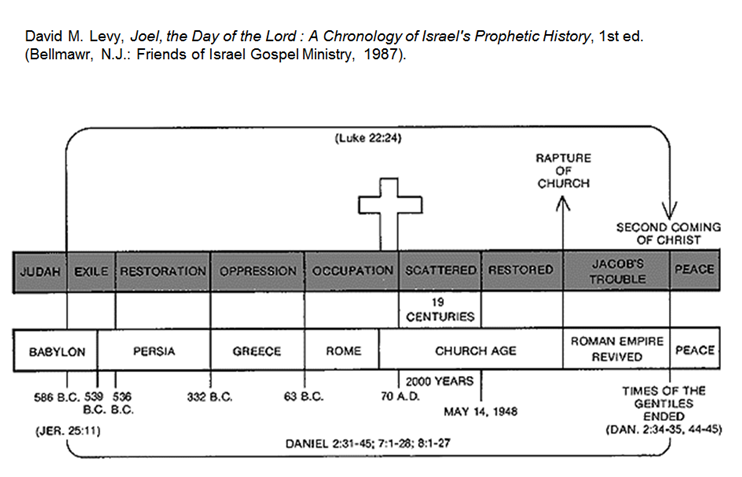 David M. Levy, Joel, the Day of the Lord : A Chronology of Israel's Prophetic History, 1st ed.
(Bellmawr, N.J.: Friends of Israel Gospel Ministry, 1987).
(Luke 22:24)
RAPTURE
OF
CHURCH
SECOND COMING
OF CHRIST
JUDAH EXILE RESTORATION OPPRESSION OCCUPATION SCATTERED RESTORED JACOB'S TROUBLE PEACE
19
CENTURIES
BABYLON PERSIA GREECE ROME CHURCH AGE ROMAN EMPIRE REVIVED PEACE
2000 YEARS
586 B.C. 539 B.C. 536 B.C. 332 B.C. 63 B.C. 70 A.D.
MAY 14, 1948
TIMES OF THE
GENTILES
ENDED
(DAN. 2:34-35, 44-45)
(JER. 25:11)
DANIEL 2:31-45; 7:1-28; 8:1-27